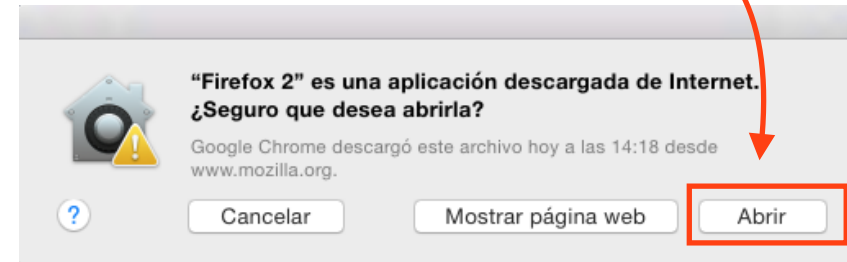 “Firefox 2” es una aplicación descargada de Internet.
¿Seguro que desea abrirla?
Google Chrome descargó este archivo hoy a las 14:18 desde
www.mozilla.org.
?
Cancelar
Mostrar página web
Abrir